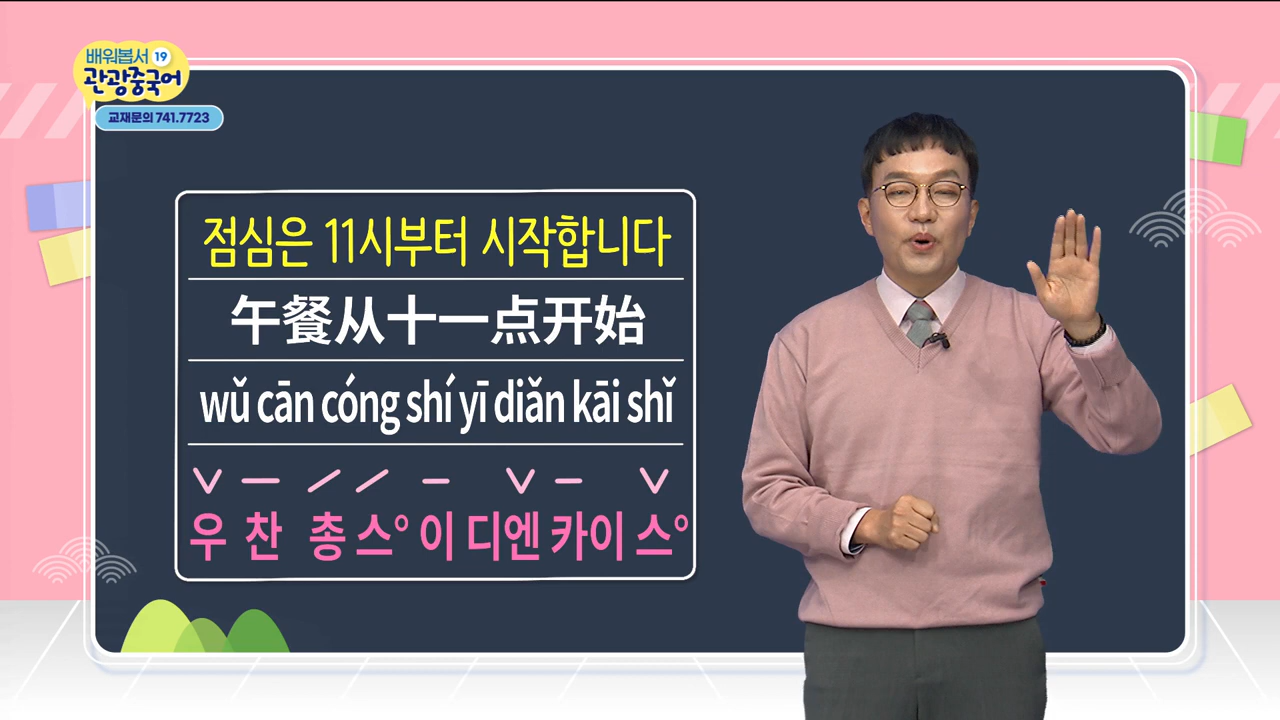 배워봅서 19
관광중국어
교재문의 741.7723
점심은 11시부터 시작합니다
午餐从十一点开始
wǔ cān cóng shí yī diǎn kāi shǐ
우 찬 총 스° 이 디엔 카이 스°